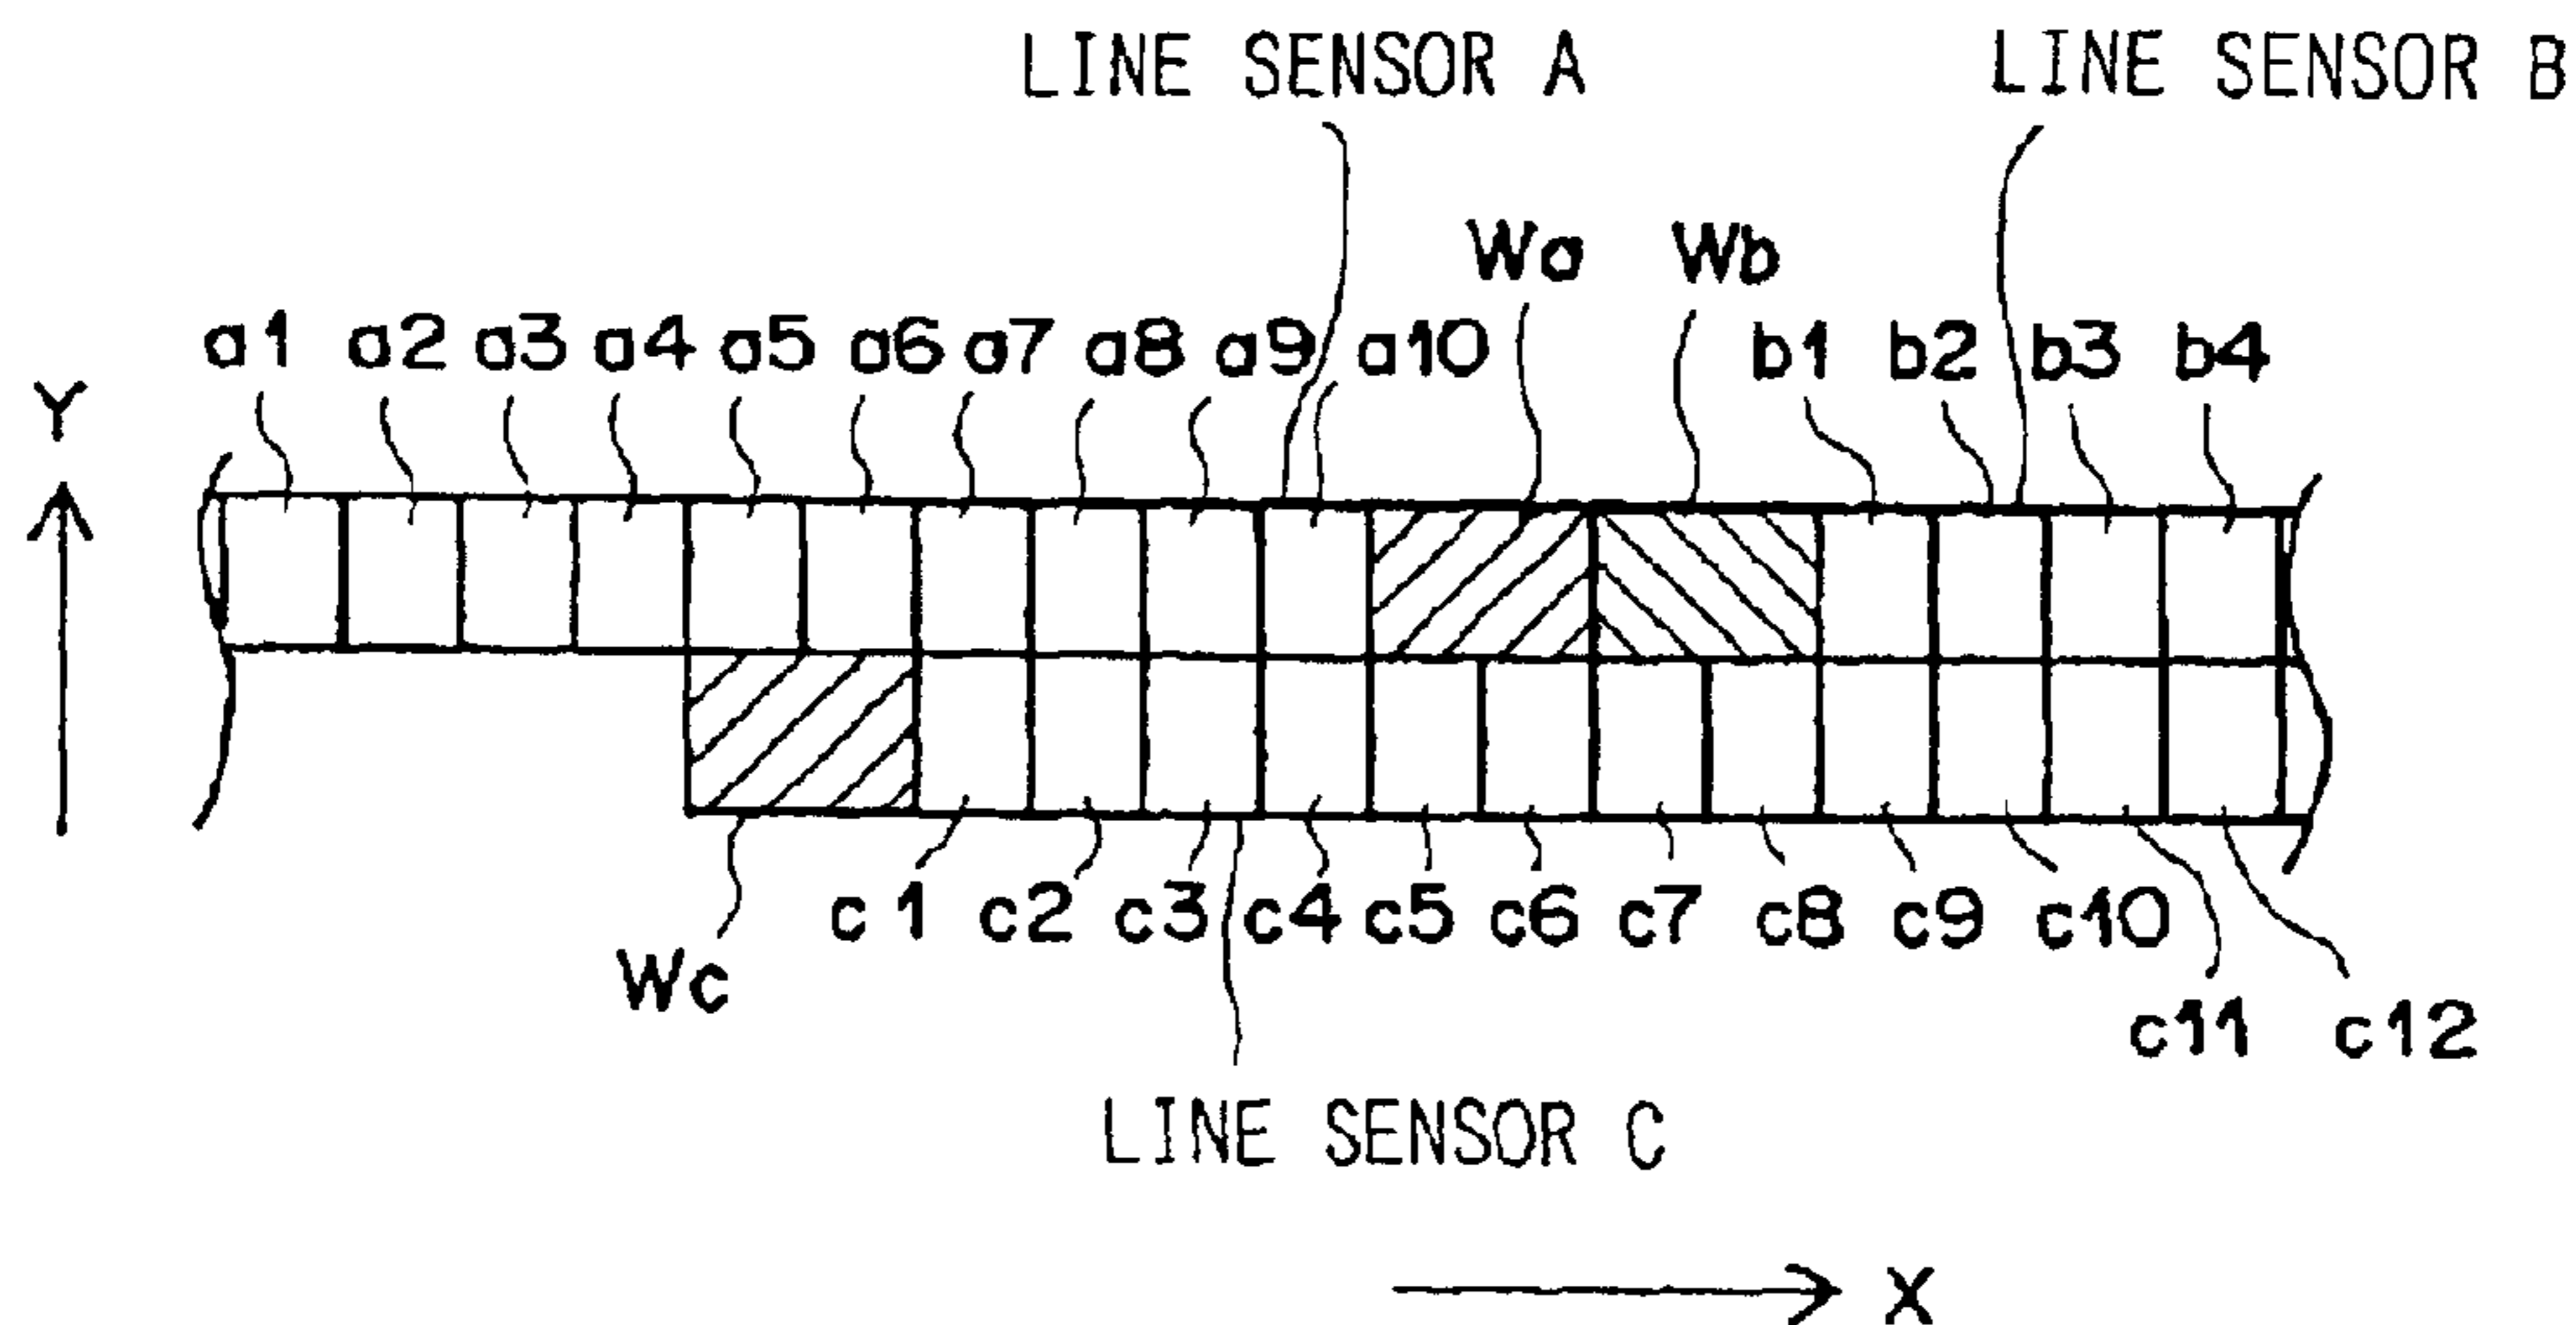 LINE SENSOR A LINE SENSOR B
Wa Wb
a1 a2 a3 a4 a5 a6 a7 a8 a9 a10 b1 b2 b3 b4
Y
c1 c2 c3 c4 c5 c6 c7 c8 c9 c10
Wc
c11 c12
LINE SENSOR C
X